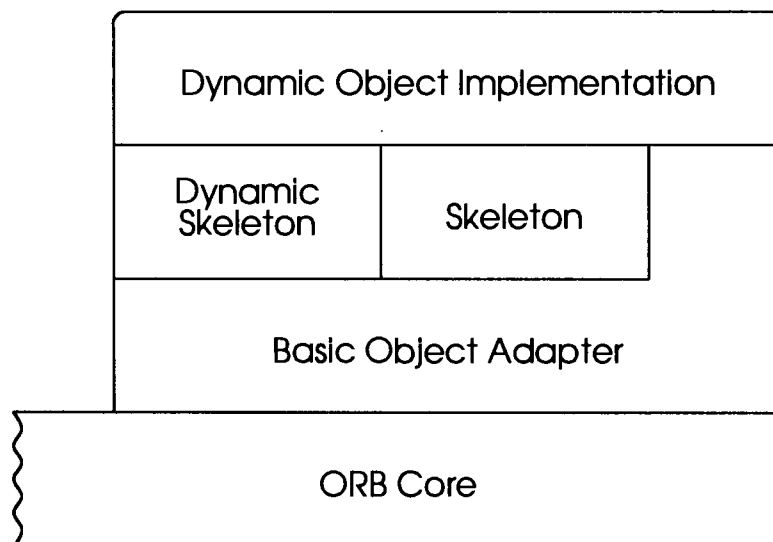 Dynamic Object Implementation
Dynamic
Skeleton
Skeleton
Basic Object Adapter
ORB Core